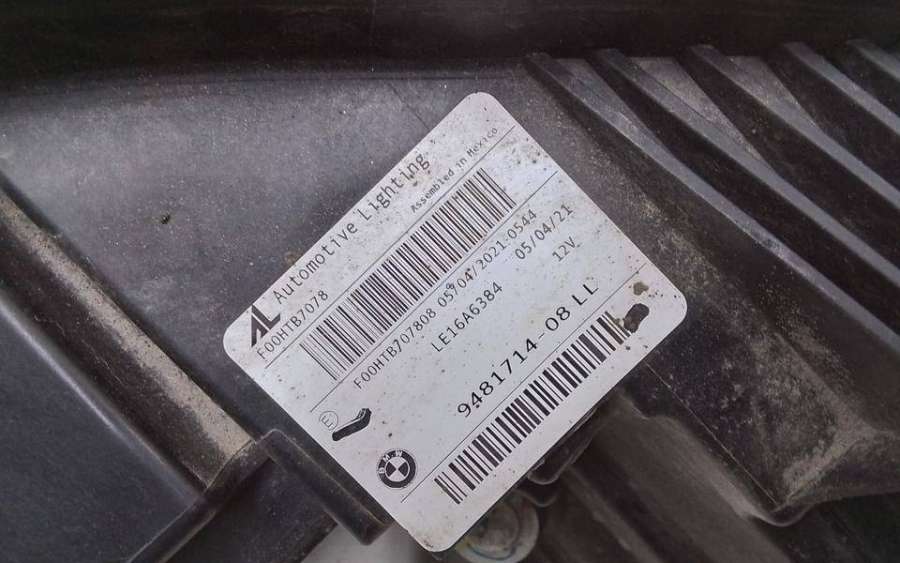 AL Automotive Lighting
Assembled in Mexico
F00HTB7078
F00HTB707808 05/04/2021 0544
LE16A6384 05/04/21
12V
9481714-08 LL
E
BMW